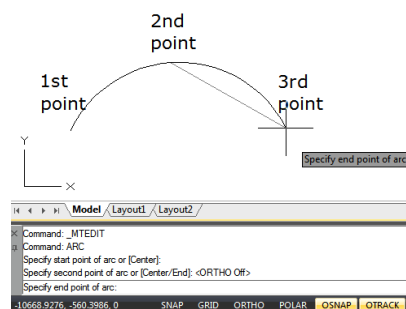 2nd
point
1st
point
3rd
point
Y
X
Specify end point of arc
Model Layout1 Layout2
Command: _MTEDIT
Command: ARC
Specify start point of arc or [Center]:
Specify second point of arc or [Center/End]: <ORTHO Off>
Specify end point of arc:
-10668.9276, -560.3986, 0 SNAP GRID ORTHO POLAR OSNAP OTRACK